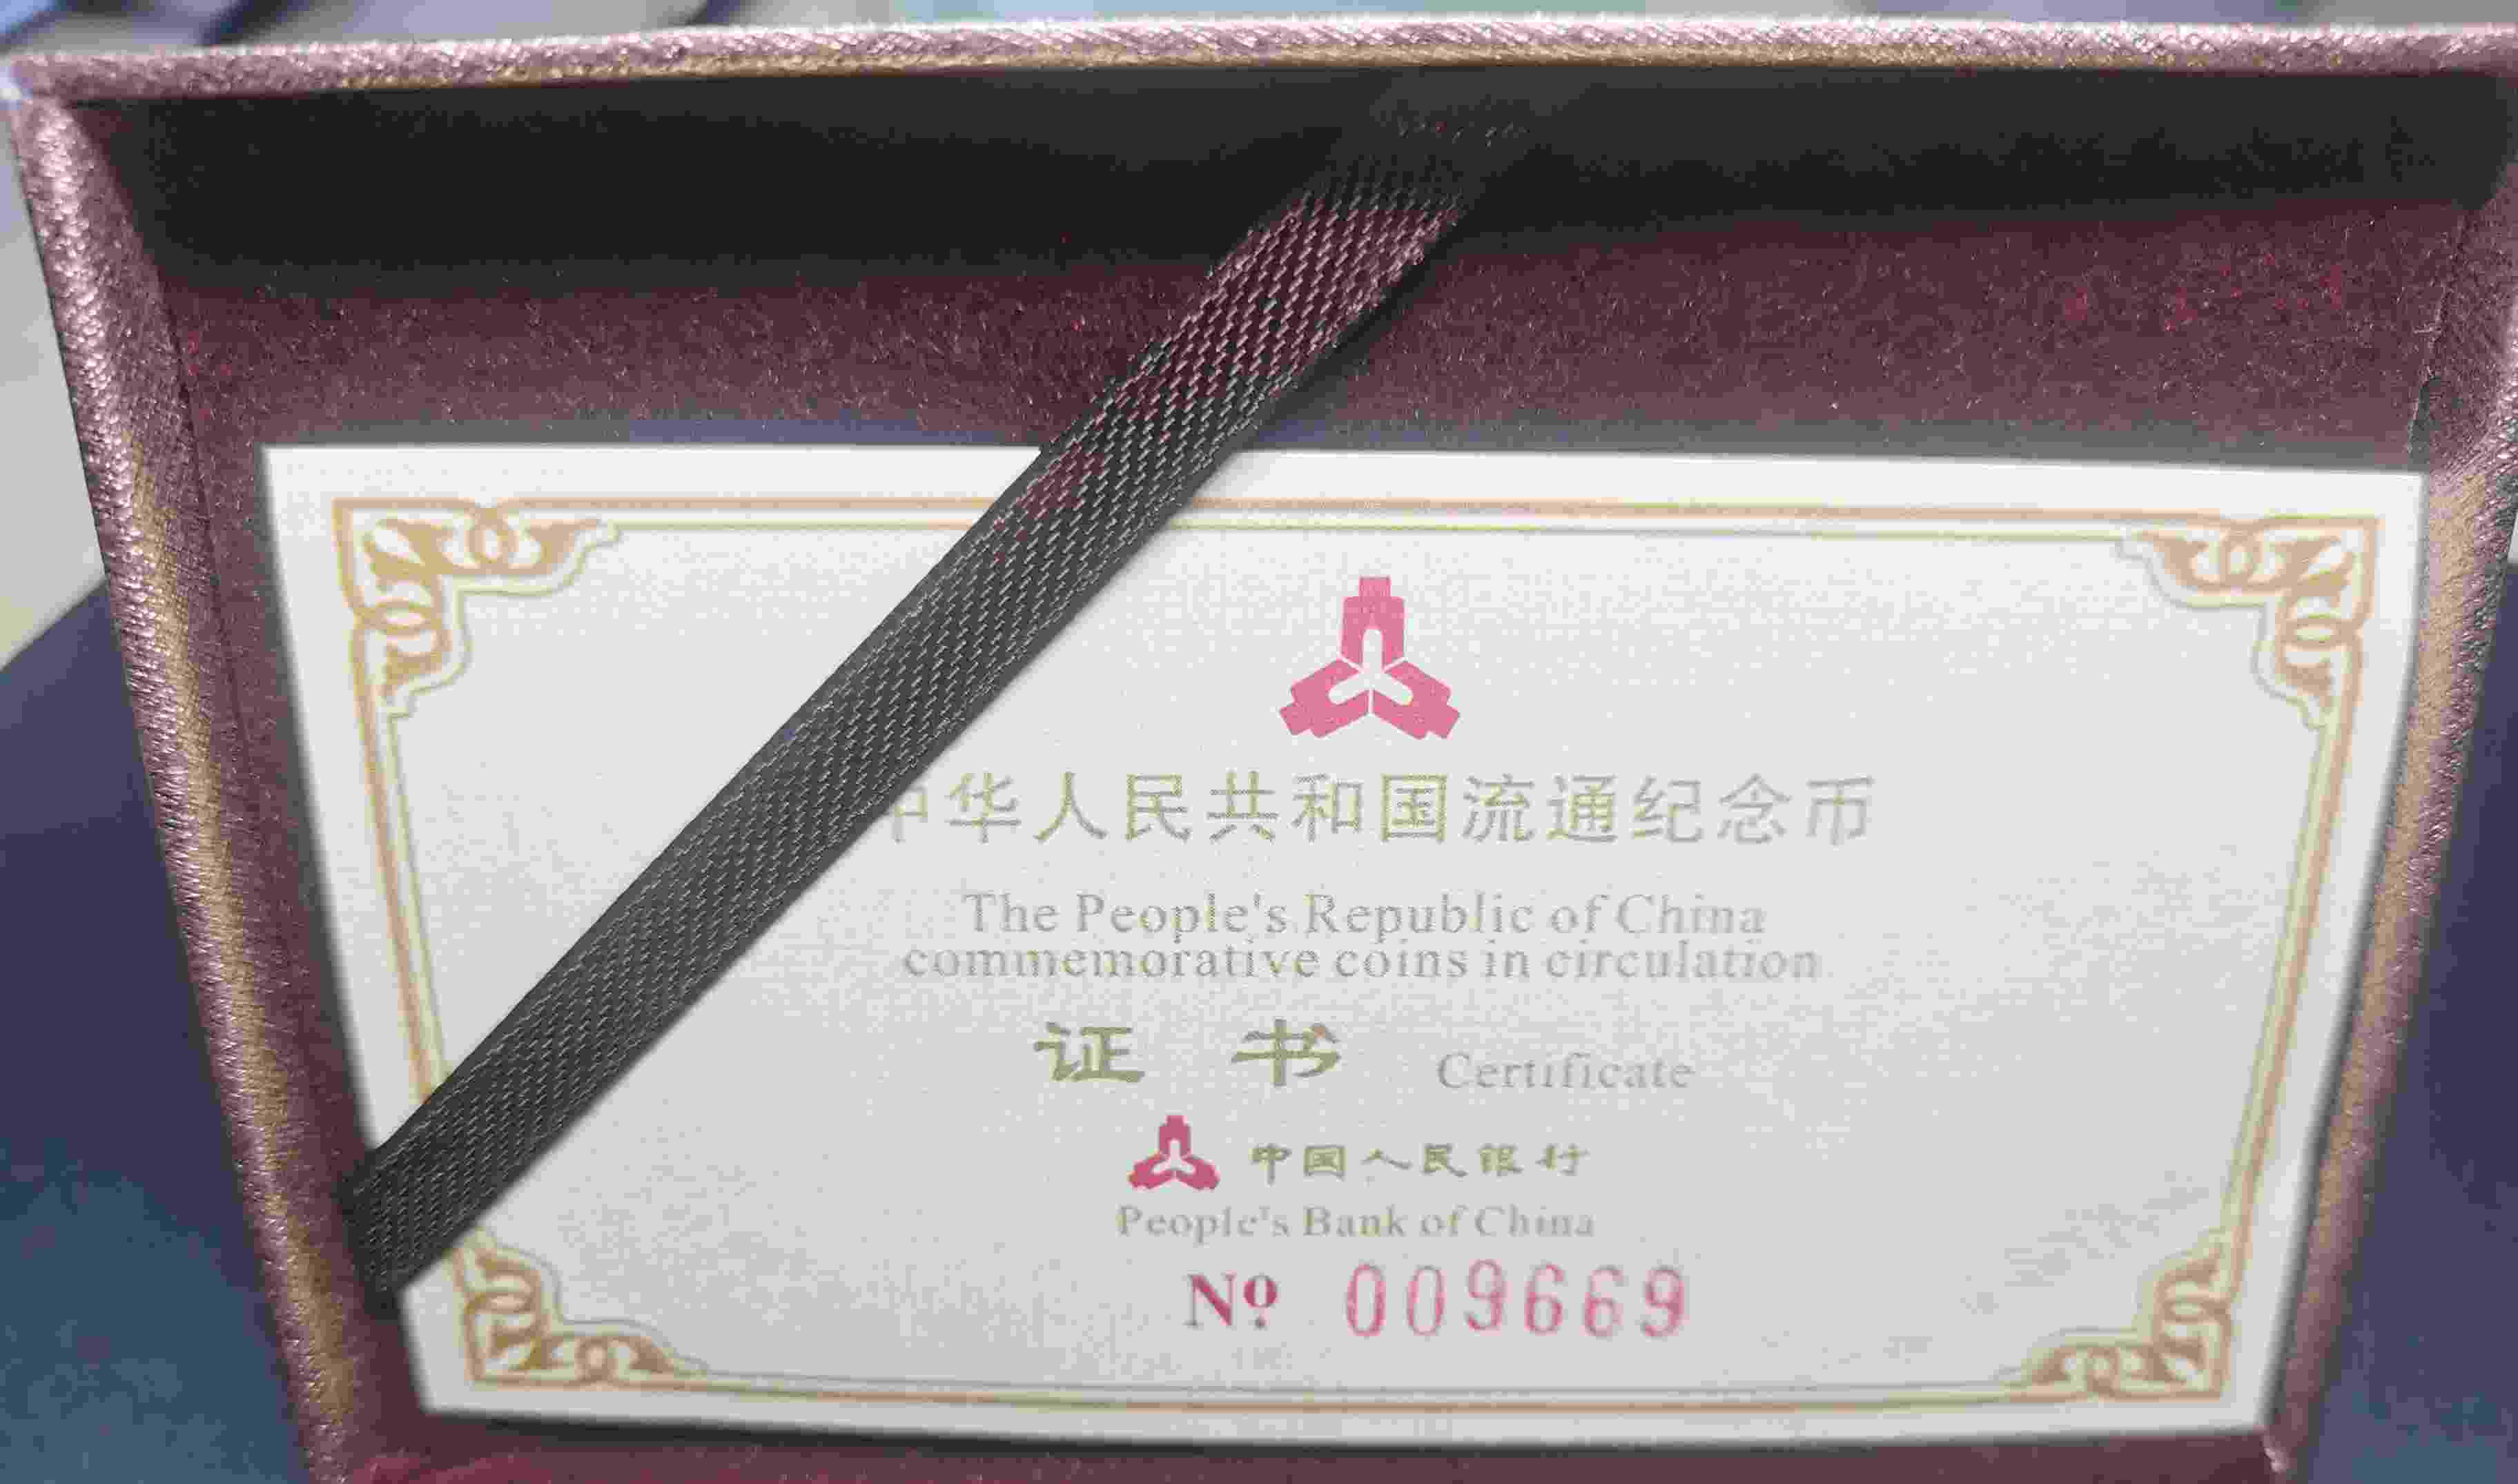 中华人民共和国流通纪念币
The People's Republic of China
commemorative coins in circulation
证 书 Certificate
中国人民银行
People's Bank of China
Nº 009669